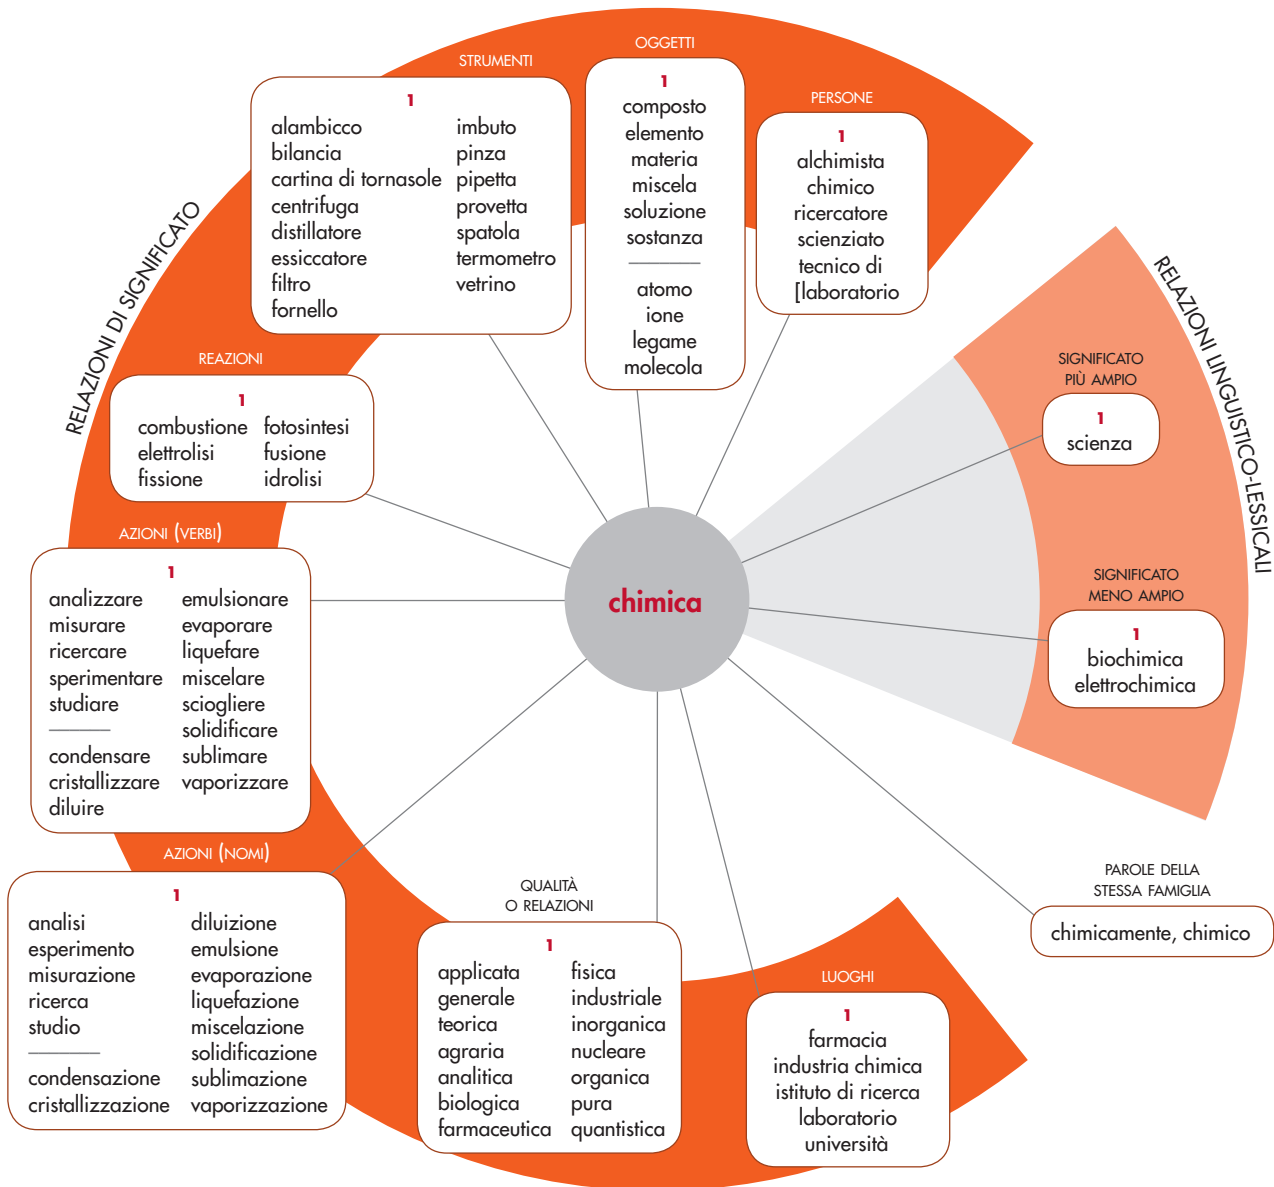 OGGETTI
1
composto
elemento
materia
miscela
soluzione
sostanza
atomo
ione
legame
molecola
STRUMENTI
1
alambicco
bilancia
cartina di tornasole
centrifuga
distillatore
essiccatore
filtro
fornello
imbuto
pinza
pipetta
provetta
spatola
termometro
vetrino
PERSONE
1
alchimista
chimico
ricercatore
scienziato
tecnico di
[laboratorio
RELAZIONI DI SIGNIFICATO
RELAZIONI LINGUISTICO-LESSICALI
REAZIONI
1
combustione
elettrolisi
fissione
fotosintesi
fusione
idrolisi
SIGNIFICATO
PIÙ AMPIO
1
scienza
AZIONI (VERBI)
1
analizzare
misurare
ricercare
sperimentare
studiare
condensare
cristallizzare
diluire
emulsionare
evaporare
liquefare
miscelare
sciogliere
solidificare
sublimare
vaporizzare
chimica
SIGNIFICATO
MENO AMPIO
1
biochimica
elettrochimica
AZIONI (NOMI)
1
analisi
esperimento
misurazione
ricerca
studio
condensazione
cristallizzazione
diluizione
emulsione
evaporazione
liquefazione
miscelazione
solidificazione
sublimazione
vaporizzazione
QUALITÀ
O RELAZIONI
1
applicata
generale
teorica
agraria
analitica
biologica
farmaceutica
fisica
industriale
inorganica
nucleare
organica
pura
quantistica
LUOGHI
1
farmacia
industria chimica
istituto di ricerca
laboratorio
università
PAROLE DELLA
STESSA FAMIGLIA
chimicamente, chimico